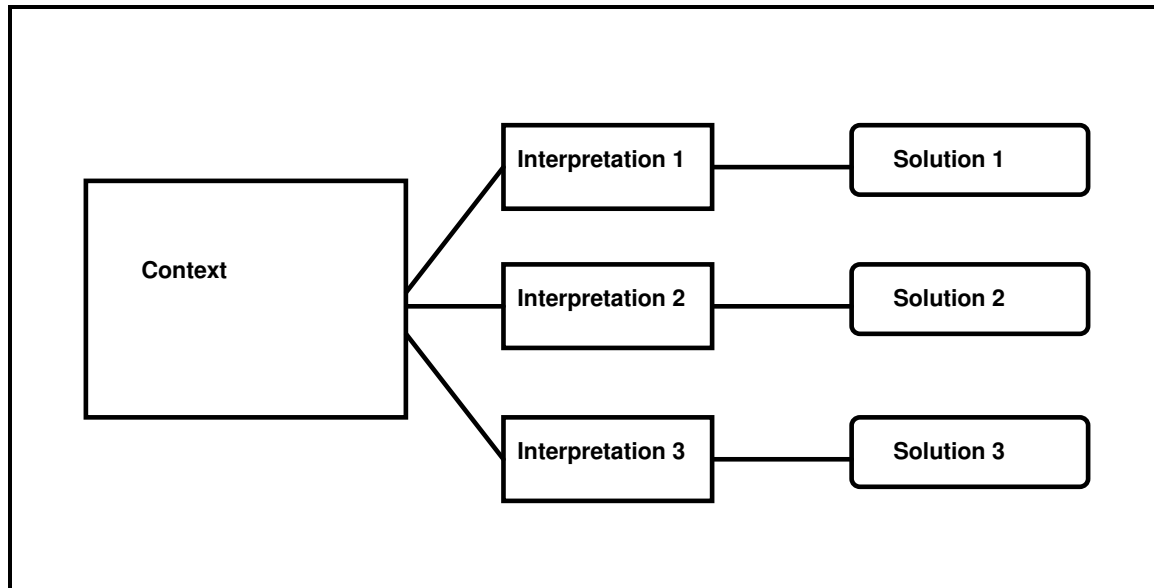 Interpretation 1
Solution 1
Context
Interpretation 2
Solution 2
Interpretation 3
Solution 3